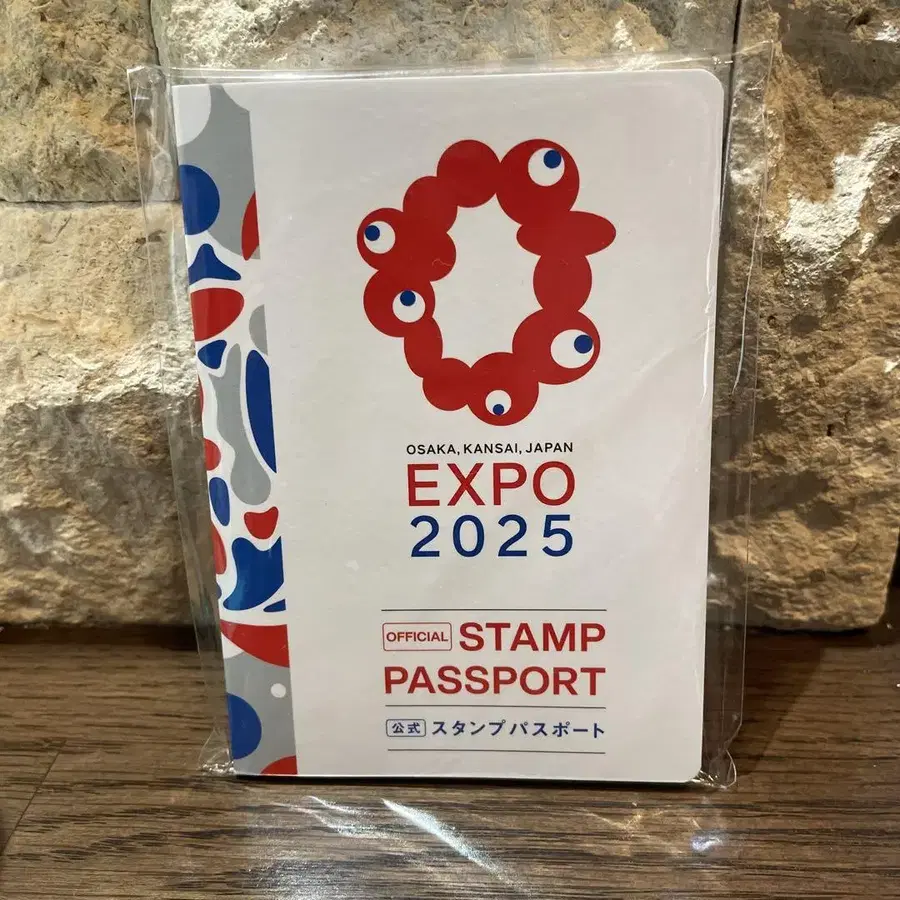 OSAKA, KANSAI, JAPAN
EXPO
2025
OFFICIAL STAMP
PASSPORT
公式 スタンプパスポート